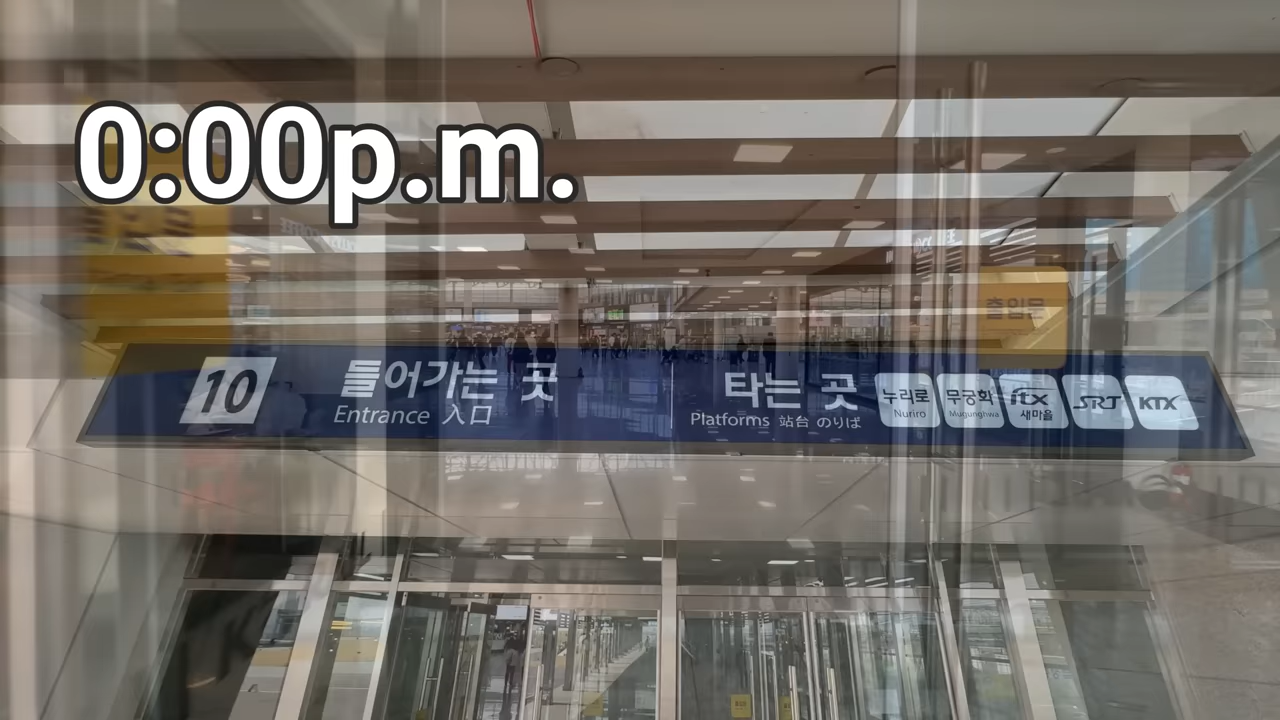 0:00p.m.
출입문
10 들어가는 곳 타는 곳 누리로 무궁화 itx SRT KTX
Entrance 入口 Platforms 站台 のりば Nuriro Mugunghwa 새마을